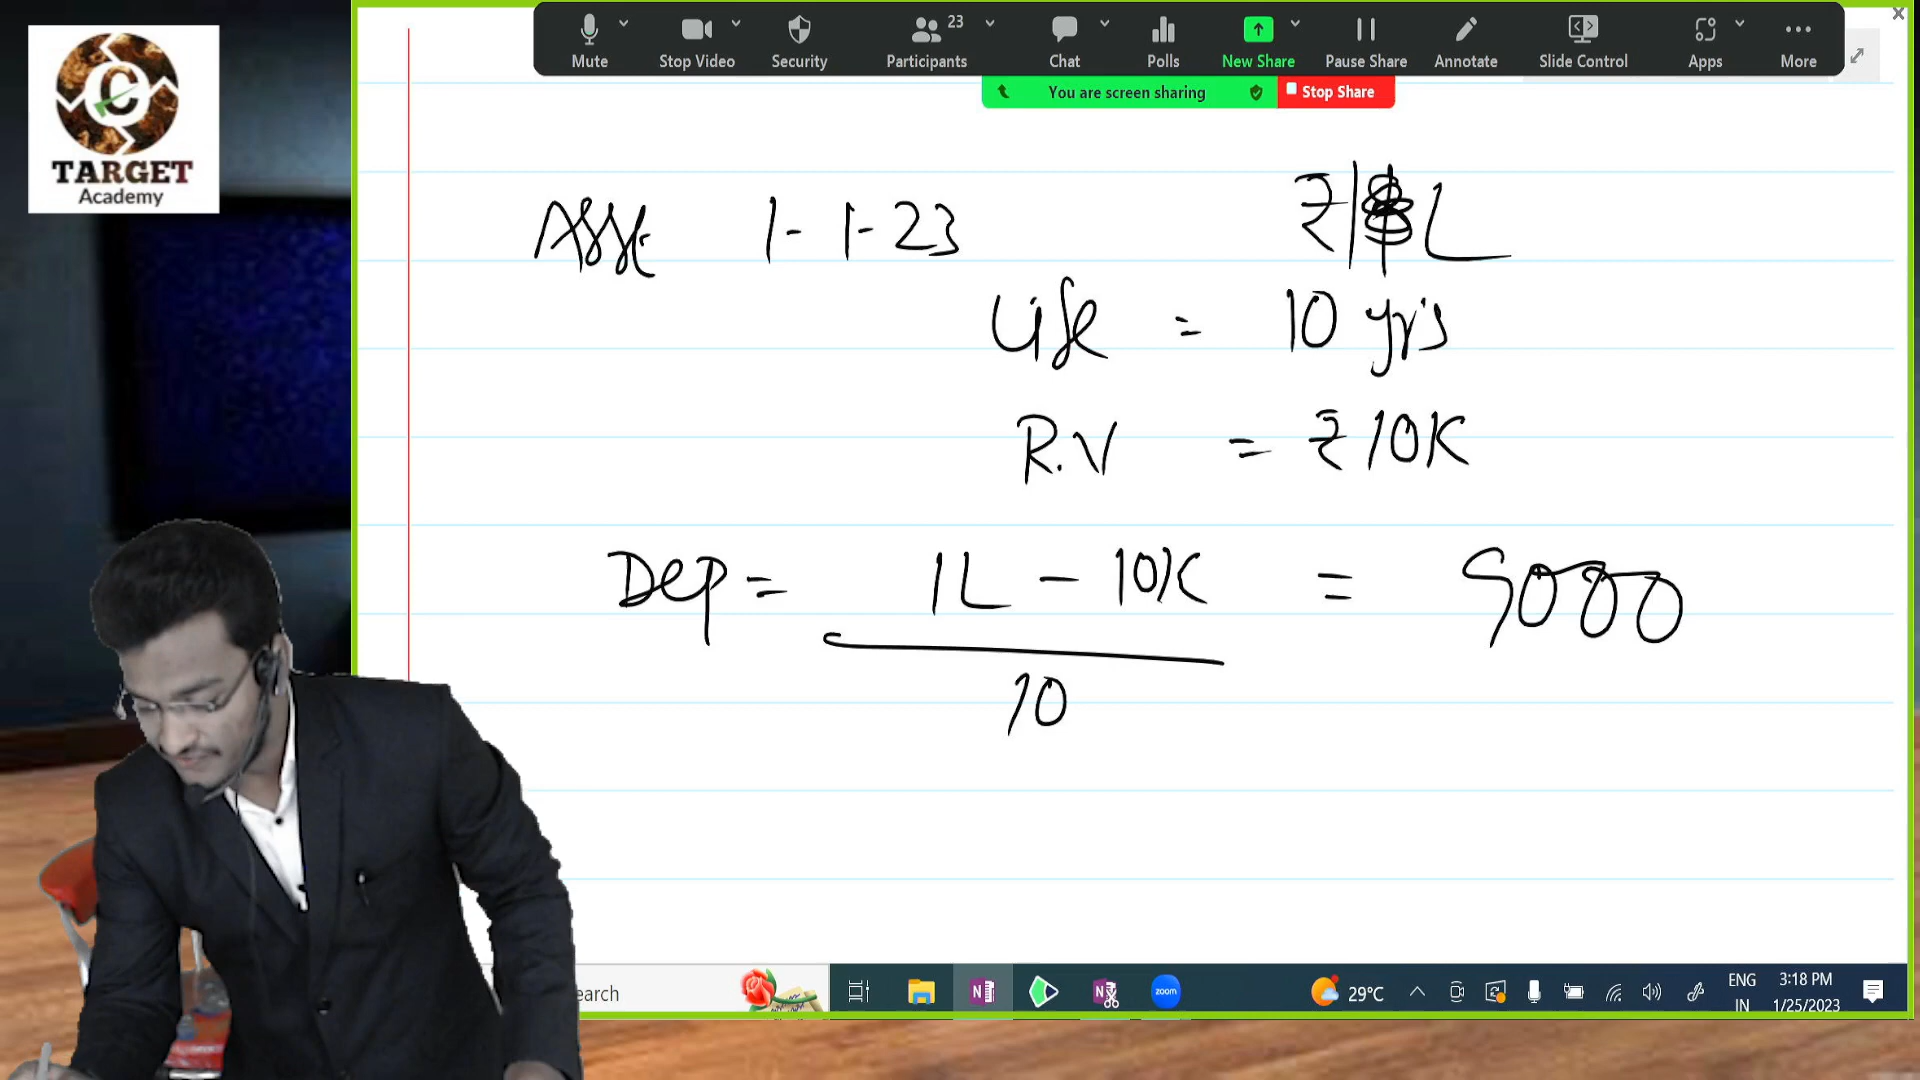 C
TARGET
Academy
Mute Stop Video Security Participants 23 Chat Polls New Share Pause Share Annotate Slide Control Apps More
You are screen sharing Stop Share
Asset 1-1-23 ₹1 L
Life = 10 yrs
R.V = ₹10K
Dep = 1L - 10K = 9000
10
earch zoom 29°C ENG 3:18 PM
IN 1/25/2023